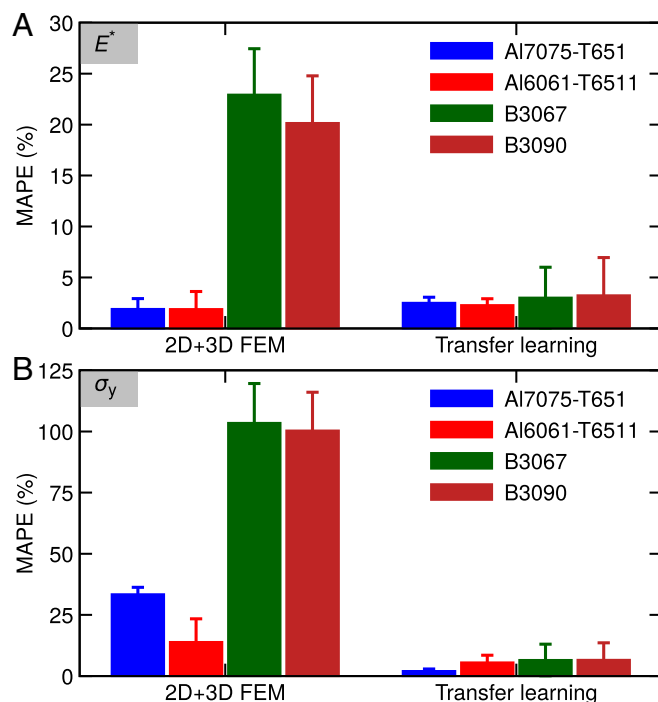 A
E*
MAPE (%)
30
25
20
15
10
5
0
Al7075-T651
Al6061-T6511
B3067
B3090
2D+3D FEM
Transfer learning
B
σy
MAPE (%)
125
100
75
50
25
0
Al7075-T651
Al6061-T6511
B3067
B3090
2D+3D FEM
Transfer learning